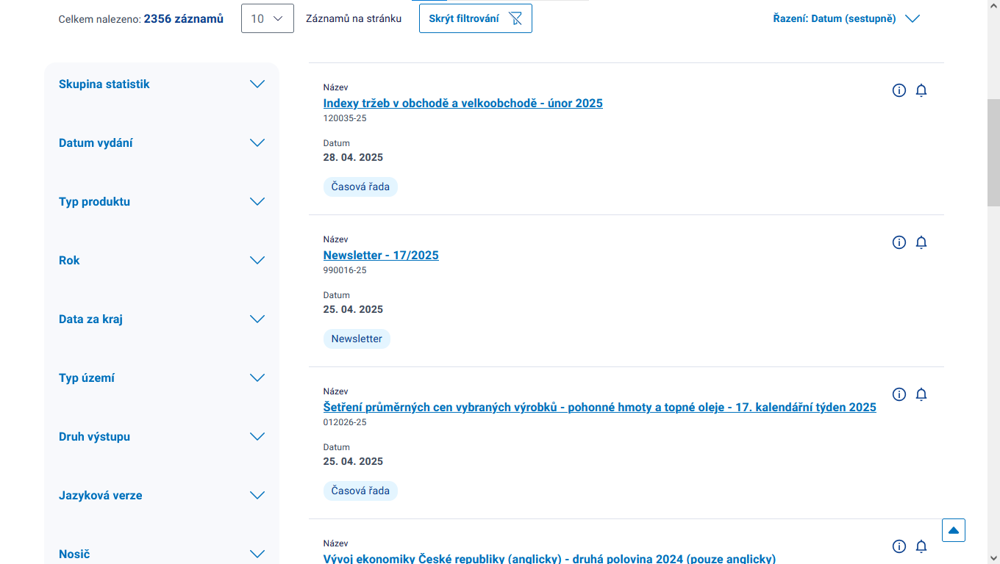 Celkem nalezeno: 2356 záznamů
10
Záznamů na stránku
Skrýt filtrování
Řazení: Datum (sestupně)
Skupina statistik
Datum vydání
Typ produktu
Rok
Data za kraj
Typ území
Druh výstupu
Jazyková verze
Nosič
Název
Indexy tržeb v obchodě a velkoobchodě - únor 2025
120035-25
Datum
28. 04. 2025
Časová řada
Název
Newsletter - 17/2025
990016-25
Datum
25. 04. 2025
Newsletter
Název
Šetření průměrných cen vybraných výrobků - pohonné hmoty a topné oleje - 17. kalendářní týden 2025
012026-25
Datum
25. 04. 2025
Časová řada
Název
Vývoj ekonomiky České republiky (anglicky) - druhá polovina 2024 (pouze anglicky)